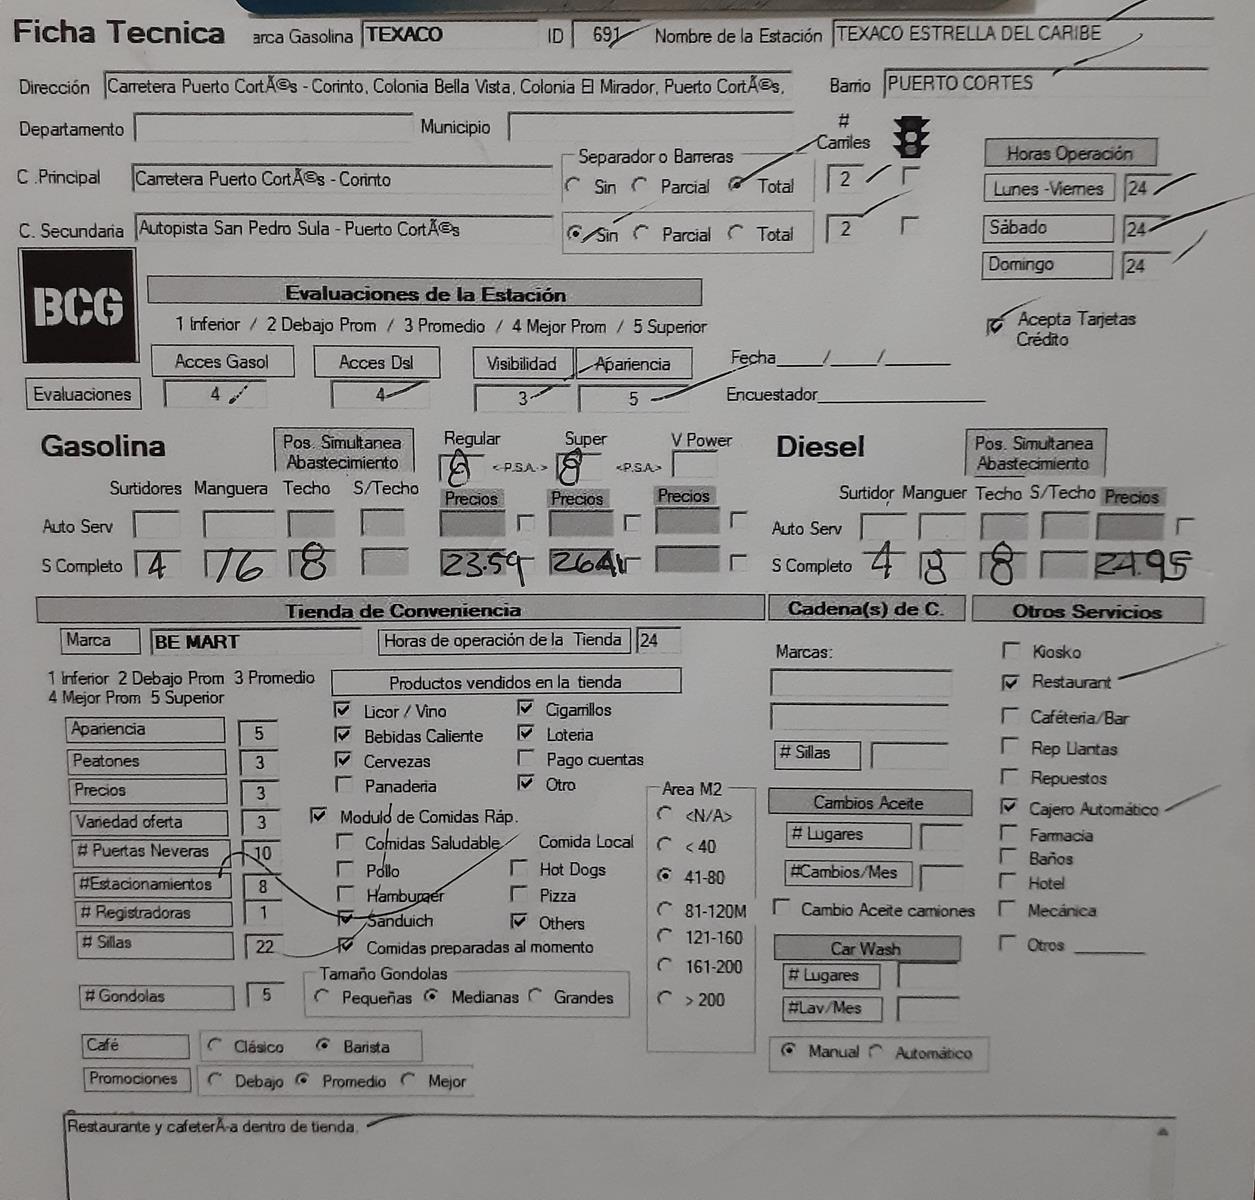 Ficha Tecnica arca Gasolina TEXACO ID 691 Nombre de la Estación TEXACO ESTRELLA DEL CARIBE
Dirección Carretera Puerto CortÃ©s - Corinto, Colonia Bella Vista, Colonia El Mirador, Puerto CortÃ©s, Barrio PUERTO CORTES
Departamento Municipio # Carriles
Horas Operación
Separador o Barreras
C .Principal Carretera Puerto CortÃ©s - Corinto Sin Parcial Total 2 Lunes -Viernes 24
C. Secundaria Autopista San Pedro Sula - Puerto CortÃ©s Sin Parcial Total 2 Sábado 24
Domingo 24
BCG
Evaluaciones de la Estación
1 Inferior / 2 Debajo Prom / 3 Promedio / 4 Mejor Prom / 5 Superior
Acepta Tarjetas Crédito
Acces Gasol Acces Dsl Visibilidad Apariencia Fecha___/___/___
Evaluaciones 4 4 3 5 Encuestador
Gasolina Pos. Simultanea Abastecimiento Regular Super V Power Diesel Pos. Simultanea Abastecimiento
8 <-P.S.A.-> 8 <P.S.A.>
Surtidores Manguera Techo S/Techo Precios Precios Precios Surtidor Manguer Techo S/Techo Precios
Auto Serv Auto Serv
S Completo 4 16 8 23.59 S Completo 4 8 8 24.95
Tienda de Conveniencia Cadena(s) de C. Otros Servicios
Marca BE MART Horas de operación de la Tienda 24 Marcas: Kiosko
1 Inferior 2 Debajo Prom 3 Promedio Productos vendidos en la tienda Restaurant
4 Mejor Prom 5 Superior
Licor / Vino Cigarrillos Caféteria/Bar
Apariencia 5 Bebidas Caliente Loteria Rep Llantas
Peatones 3 Cervezas Pago cuentas # Sillas
Precios 3 Panaderia Otro Area M2 Repuestos
Variedad oferta 3 Modulo de Comidas Ráp. <N/A> Cambios Aceite Cajero Automático
# Puertas Neveras 10 Comidas Saludable Comida Local < 40 # Lugares Farmacía
#Estacionamientos 8 Pollo Hot Dogs 41-80 #Cambios/Mes Baños
Hamburger Pizza Hotel
# Registradoras 1 Sanduich Others 81-120M Cambio Aceite camiones Mecánica
# Sillas 22 Comidas preparadas al momento 121-160 Car Wash Otros
Tamaño Gondolas 161-200 # Lugares
# Gondolas 5 Pequeñas Medianas Grandes > 200 #Lav/Mes
Café Clásico Barista Manual Automático
Promociones Debajo Promedio Mejor
Restaurante y cafeterÃ-a dentro de tienda.